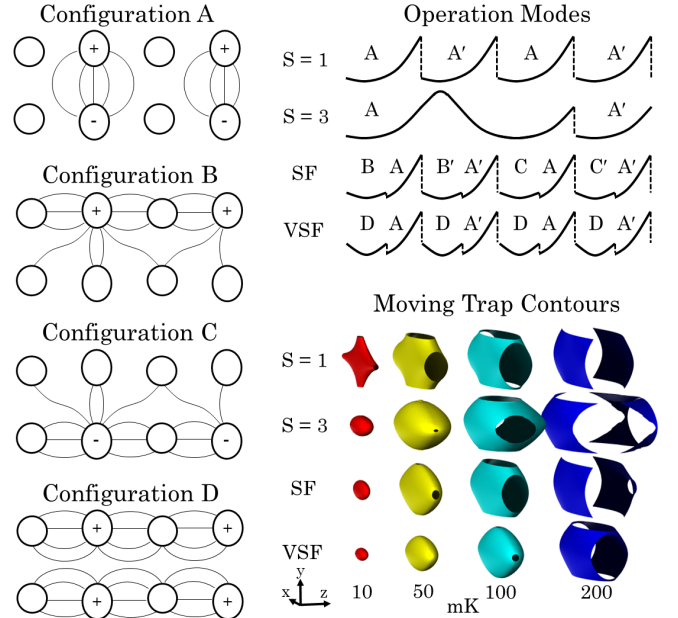 Configuration A
+ +
- -
Configuration B
+ +
Configuration C
- -
Configuration D
+ +
+ +
Operation Modes
S = 1 A A′ A A′
S = 3 A A′
SF B A B′ A′ C A C′ A′
VSF D A D A′ D A D A′
Moving Trap Contours
S = 1
S = 3
SF
VSF
y
x z
10 50 100 200
mK